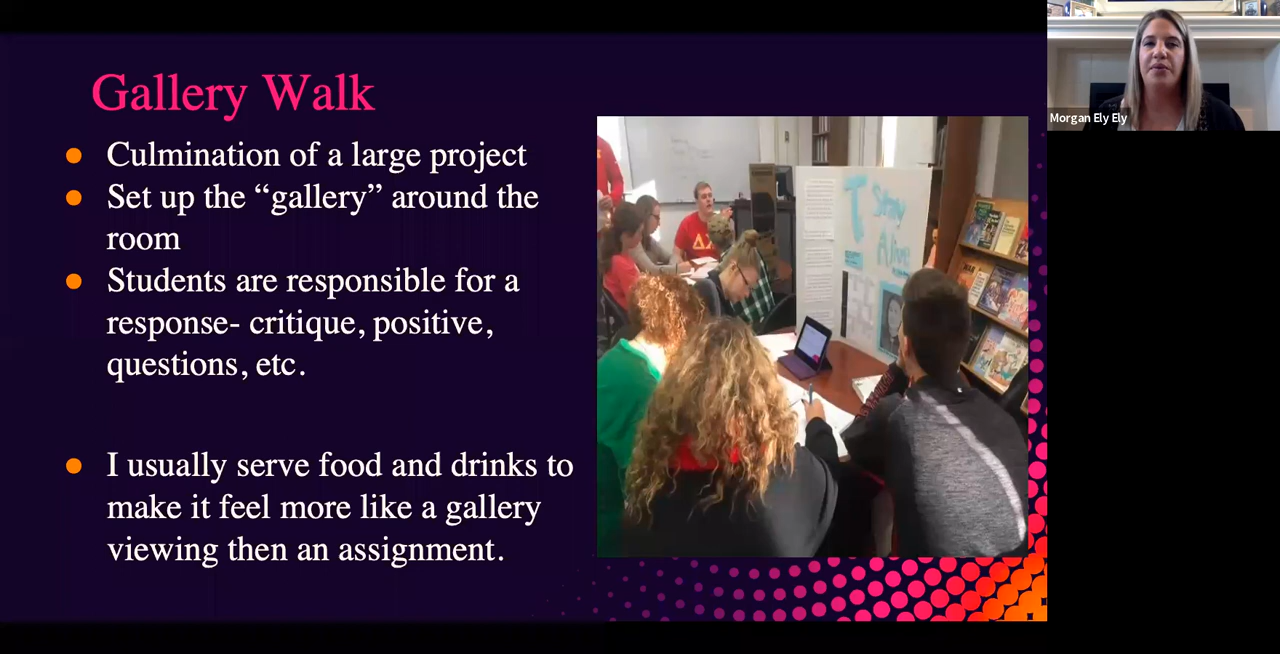 Gallery Walk
Culmination of a large project
Set up the “gallery” around the
room
Students are responsible for a
response- critique, positive,
questions, etc.
I usually serve food and drinks to
make it feel more like a gallery
viewing then an assignment.
T
Stay
Alive
ΔΧ
Morgan Ely Ely